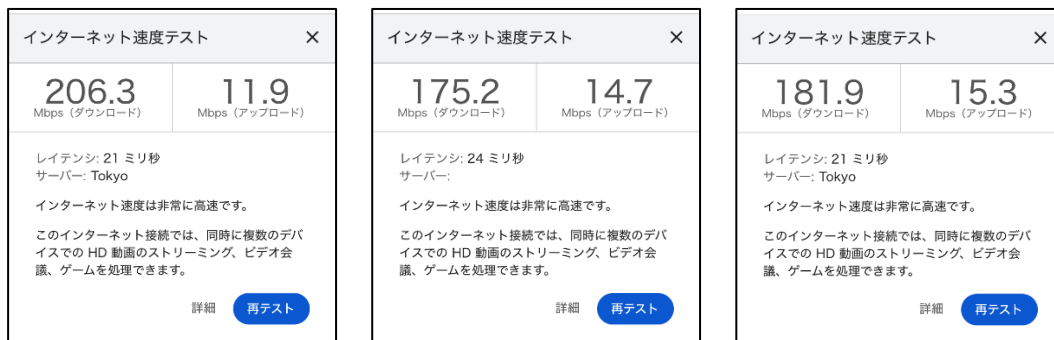 インターネット速度テスト ×
206.3 11.9
Mbps（ダウンロード） Mbps（アップロード）
レイテンシ: 21 ミリ秒
サーバー: Tokyo
インターネット速度は非常に高速です。
このインターネット接続では、同時に複数のデバ
イスでの HD 動画のストリーミング、ビデオ会
議、ゲームを処理できます。
詳細 再テスト
インターネット速度テスト ×
175.2 14.7
Mbps（ダウンロード） Mbps（アップロード）
レイテンシ: 24 ミリ秒
サーバー:
インターネット速度は非常に高速です。
このインターネット接続では、同時に複数のデバ
イスでの HD 動画のストリーミング、ビデオ会
議、ゲームを処理できます。
詳細 再テスト
インターネット速度テスト ×
181.9 15.3
Mbps（ダウンロード） Mbps（アップロード）
レイテンシ: 21 ミリ秒
サーバー: Tokyo
インターネット速度は非常に高速です。
このインターネット接続では、同時に複数のデバ
イスでの HD 動画のストリーミング、ビデオ会
議、ゲームを処理できます。
詳細 再テスト